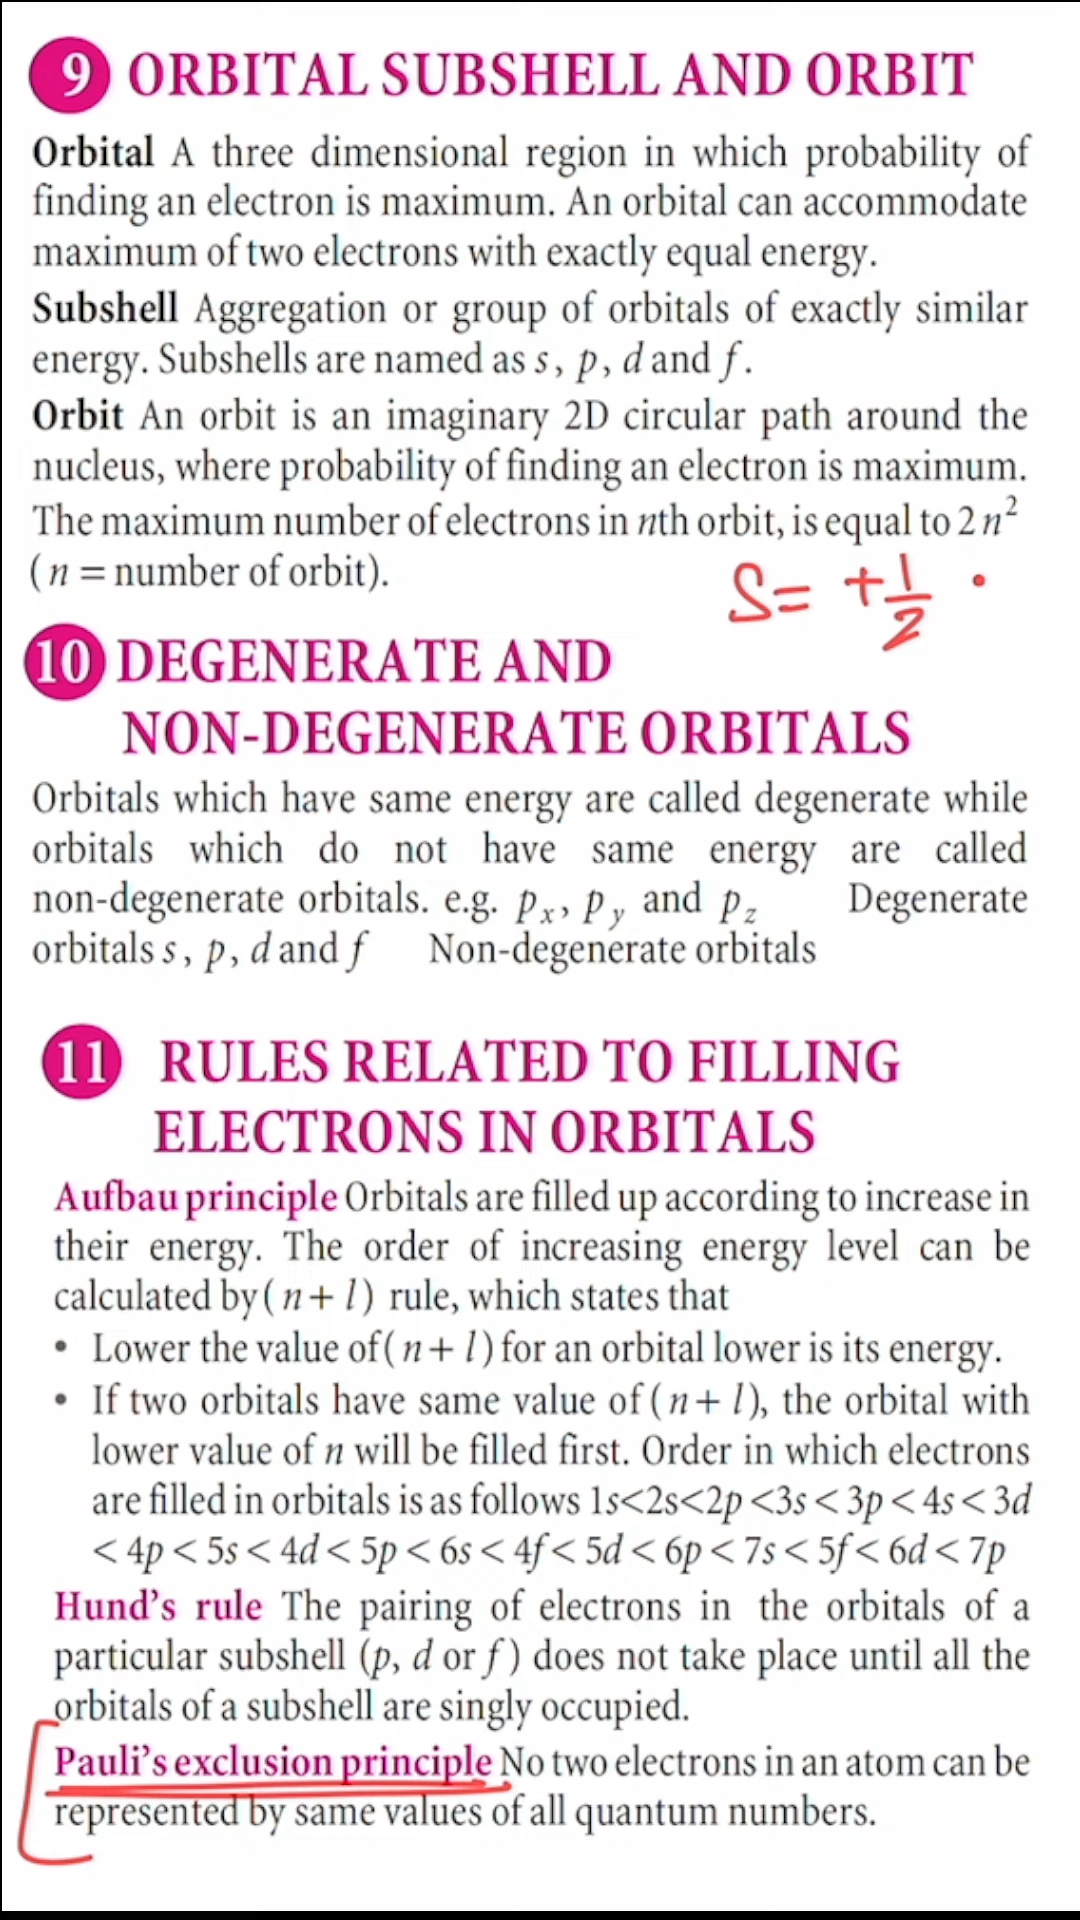 9 ORBITAL SUBSHELL AND ORBIT
Orbital A three dimensional region in which probability of
finding an electron is maximum. An orbital can accommodate
maximum of two electrons with exactly equal energy.
Subshell Aggregation or group of orbitals of exactly similar
energy. Subshells are named as s, p, d and f.
Orbit An orbit is an imaginary 2D circular path around the
nucleus, where probability of finding an electron is maximum.
The maximum number of electrons in nth orbit, is equal to 2n²
(n = number of orbit).
S= +1/2
10 DEGENERATE AND
NON-DEGENERATE ORBITALS
Orbitals which have same energy are called degenerate while
orbitals which do not have same energy are called
non-degenerate orbitals. e.g. pₓ, p_y and p_z Degenerate
orbitals s, p, d and f Non-degenerate orbitals
11 RULES RELATED TO FILLING
ELECTRONS IN ORBITALS
Aufbau principle Orbitals are filled up according to increase in
their energy. The order of increasing energy level can be
calculated by (n + l) rule, which states that
• Lower the value of (n + l) for an orbital lower is its energy.
• If two orbitals have same value of (n + l), the orbital with
lower value of n will be filled first. Order in which electrons
are filled in orbitals is as follows 1s<2s<2p <3s < 3p < 4s < 3d
< 4p < 5s < 4d < 5p < 6s < 4f < 5d < 6p < 7s < 5f < 6d < 7p
Hund's rule The pairing of electrons in the orbitals of a
particular subshell (p, d or f) does not take place until all the
orbitals of a subshell are singly occupied.
Pauli's exclusion principle No two electrons in an atom can be
represented by same values of all quantum numbers.